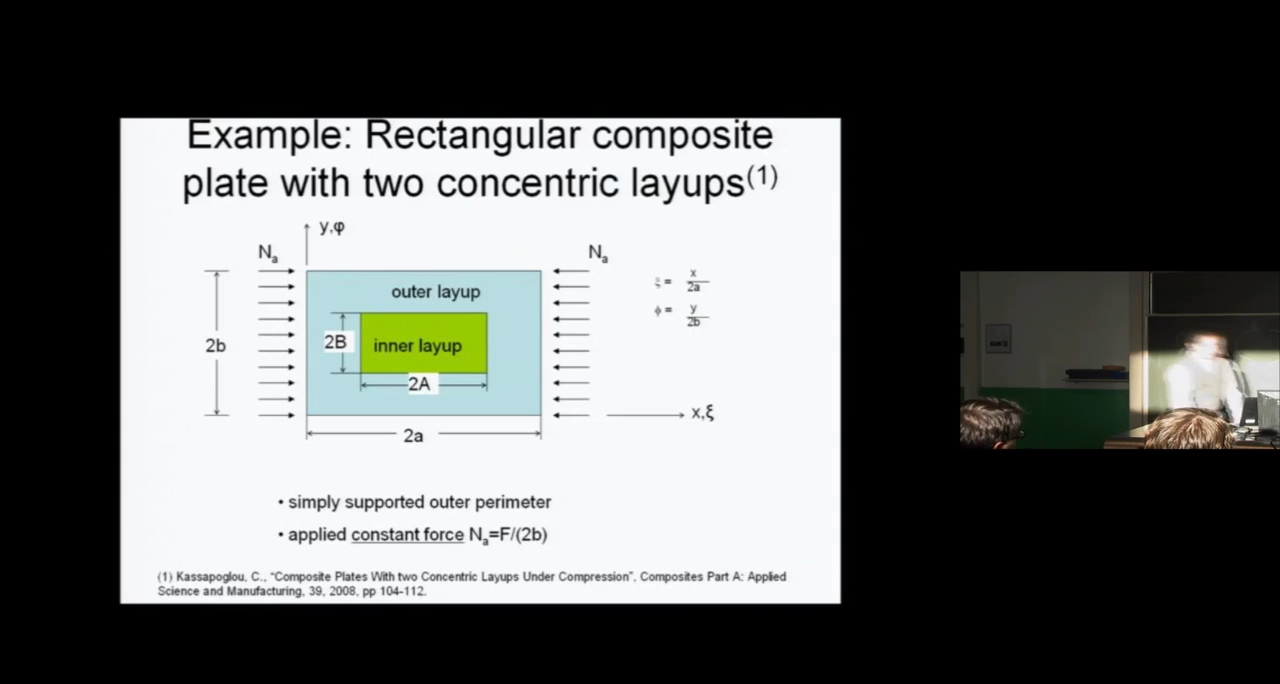 Example: Rectangular composite
plate with two concentric layups(1)
y,φ
Na
Na
outer layup
ξ = x/2a
ϕ = y/2b
2b
2B
inner layup
2A
x,ξ
2a
• simply supported outer perimeter
• applied constant force Na=F/(2b)
(1) Kassapoglou, C., "Composite Plates With two Concentric Layups Under Compression", Composites Part A: Applied
Science and Manufacturing, 39, 2008, pp 104-112.